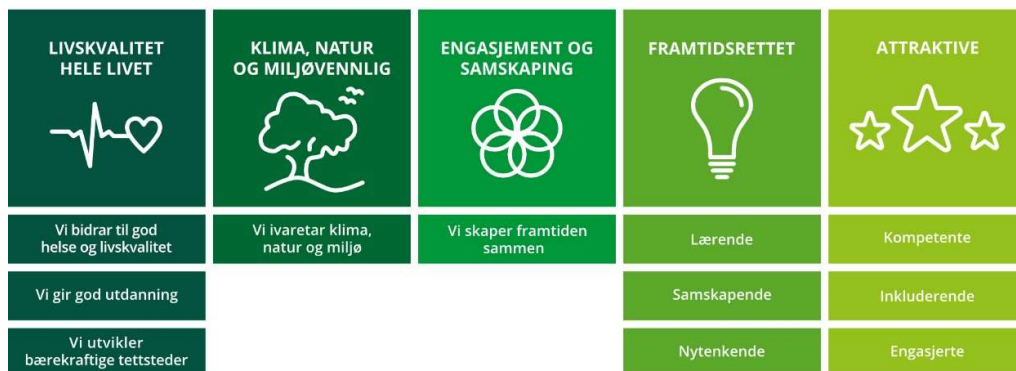 LIVSKVALITET
HELE LIVET
KLIMA, NATUR
OG MILJØVENNLIG
ENGASJEMENT OG
SAMSKAPING
FRAMTIDSRETTET
ATTRAKTIVE
Vi bidrar til god
helse og livskvalitet
Vi ivaretar klima,
natur og miljø
Vi skaper framtiden
sammen
Lærende
Kompetente
Vi gir god utdanning
Samskapende
Inkluderende
Vi utvikler
bærekraftige tettsteder
Nytenkende
Engasjerte